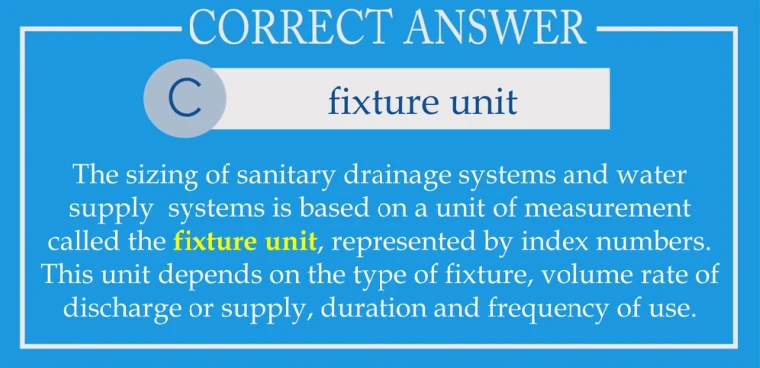 CORRECT ANSWER
C fixture unit
The sizing of sanitary drainage systems and water
supply systems is based on a unit of measurement
called the fixture unit, represented by index numbers.
This unit depends on the type of fixture, volume rate of
discharge or supply, duration and frequency of use.